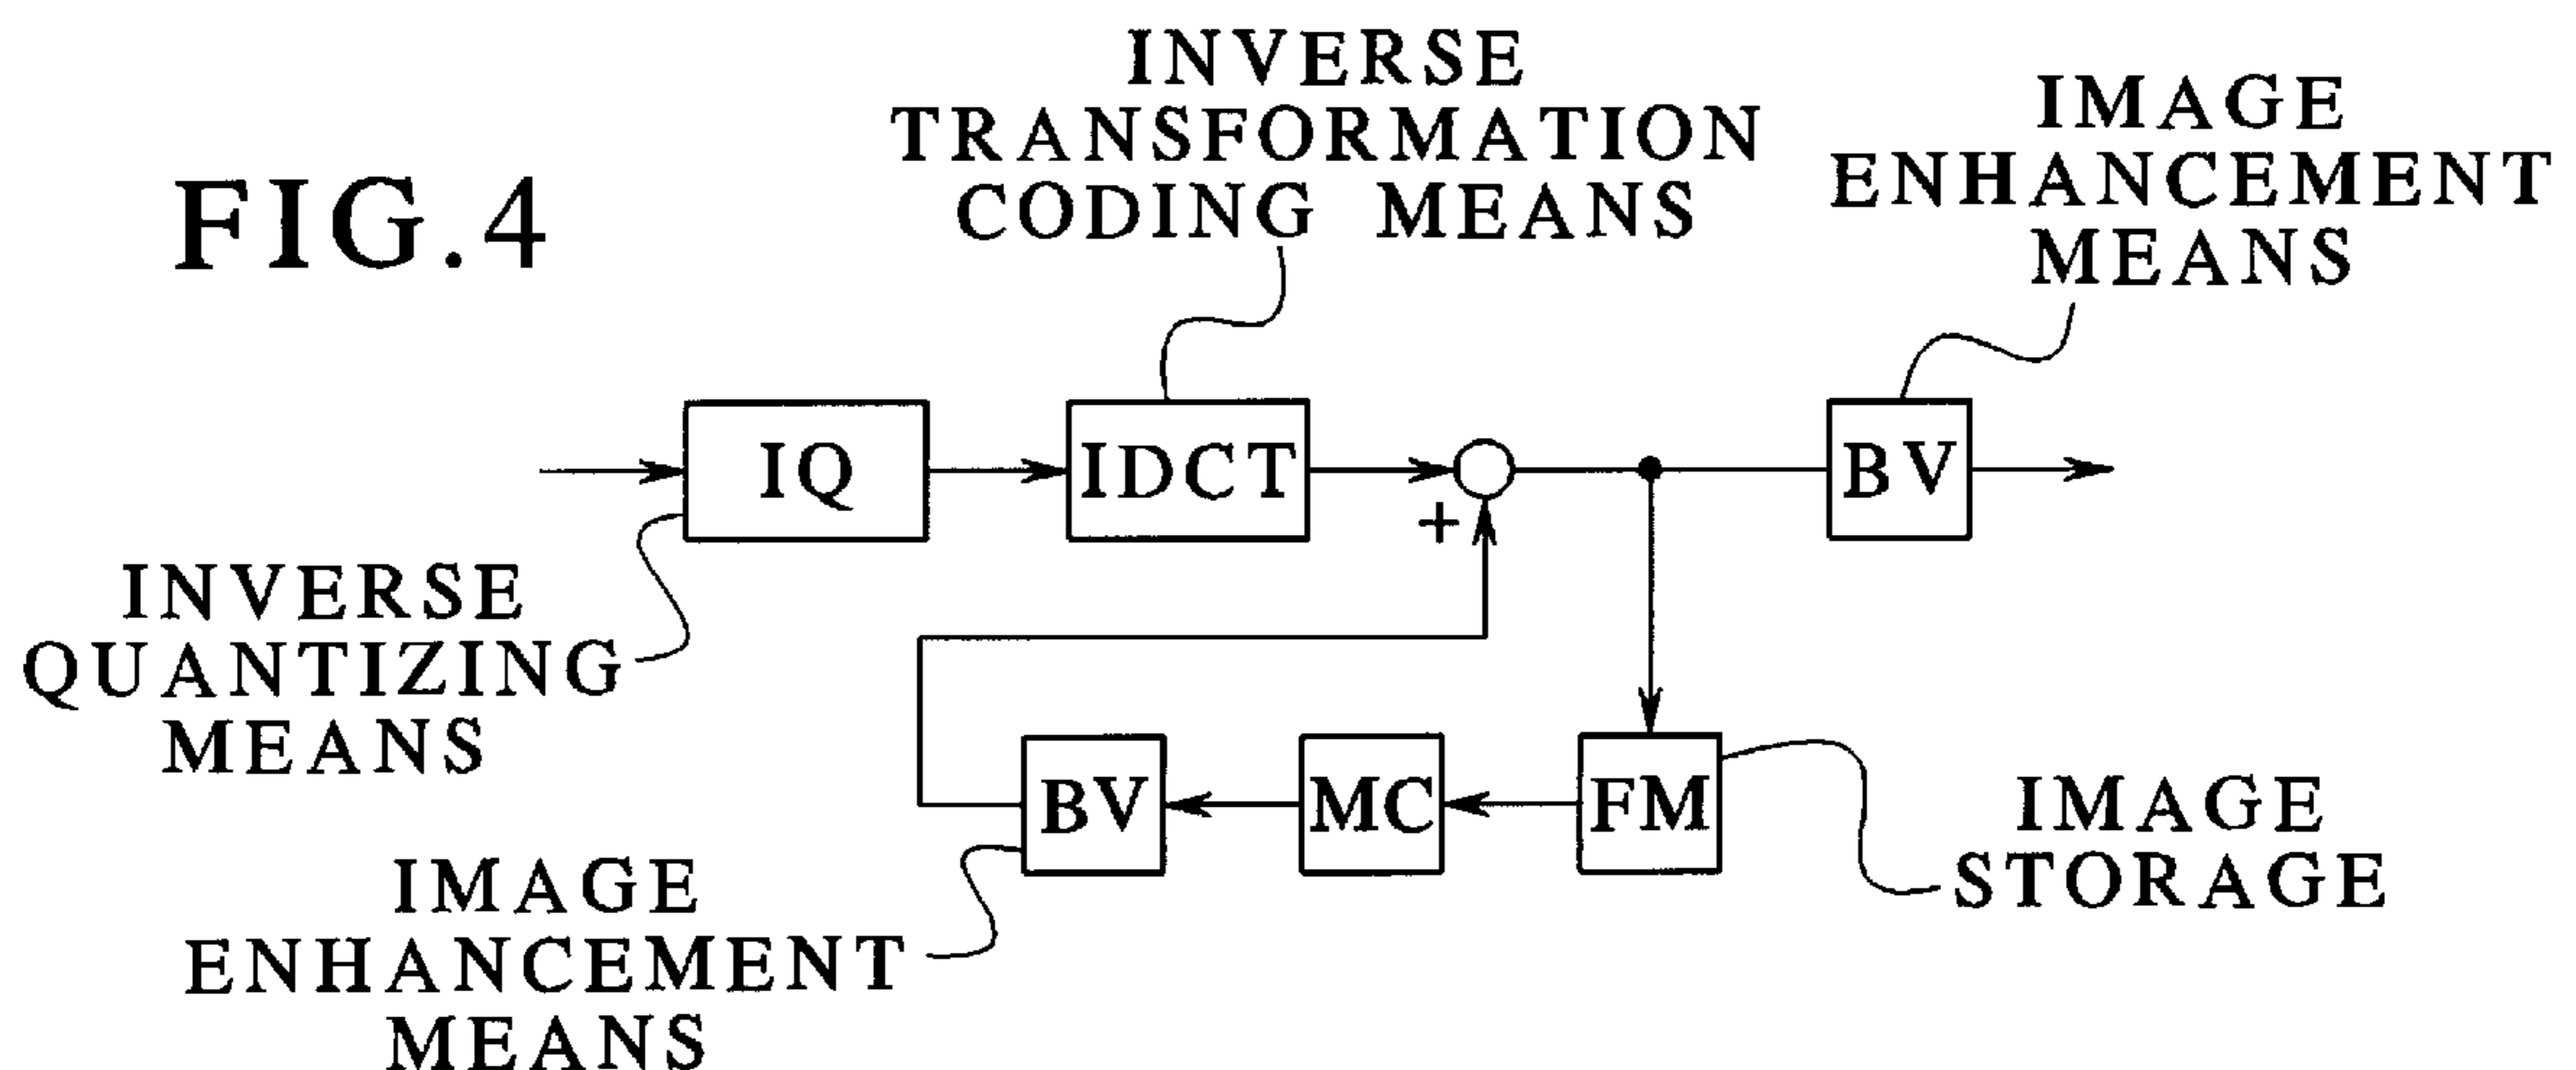 FIG.4
INVERSE
TRANSFORMATION
CODING MEANS
IMAGE
ENHANCEMENT
MEANS
IQ
IDCT
BV
+
INVERSE
QUANTIZING
MEANS
BV
MC
FM
IMAGE
STORAGE
IMAGE
ENHANCEMENT
MEANS